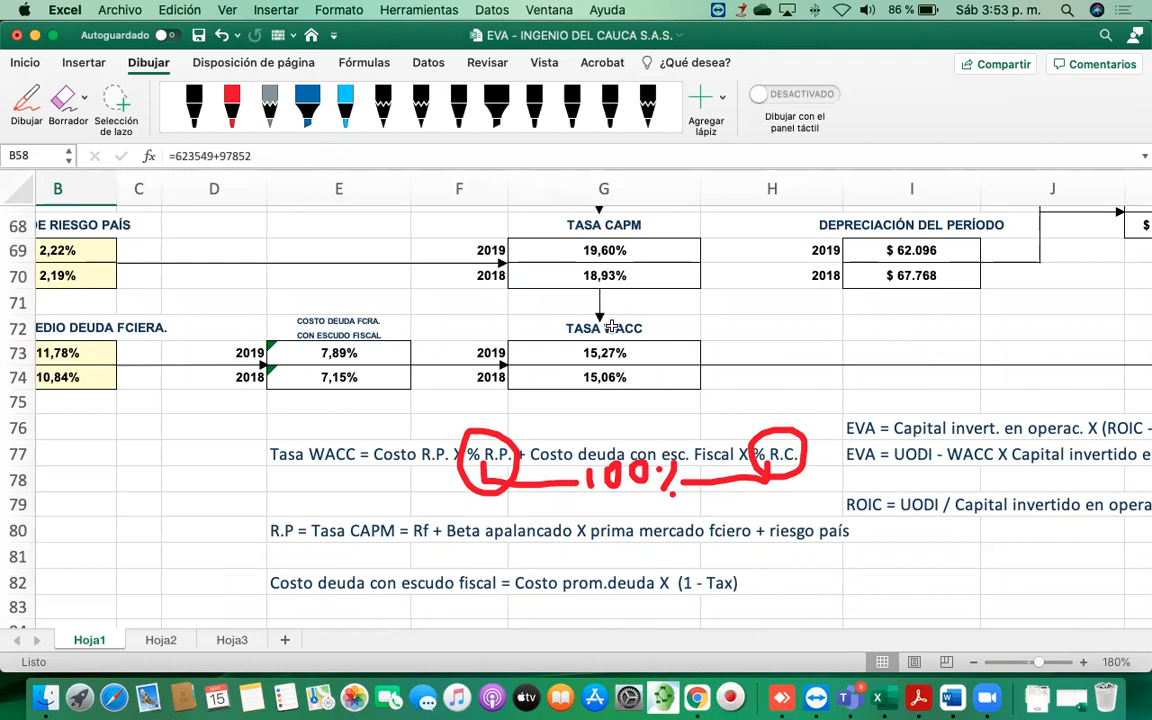 Excel Archivo Edición Ver Insertar Formato Herramientas Datos Ventana Ayuda 86 % Sáb 3:53 p. m.
Autoguardado EVA - INGENIO DEL CAUCA S.A.S.
Inicio Insertar Dibujar Disposición de página Fórmulas Datos Revisar Vista Acrobat ¿Qué desea? Compartir Comentarios
DESACTIVADO
Dibujar Borrador Selección de lazo Agregar lápiz Dibujar con el panel táctil
B58 fx =623549+97852
B C D E F G H I J
68 DE RIESGO PAÍS TASA CAPM DEPRECIACIÓN DEL PERÍODO $
69 2,22% 2019 19,60% 2019 $ 62.096
70 2,19% 2018 18,93% 2018 $ 67.768
71
COSTO DEUDA FCRA.
72 EDIO DEUDA FCIERA. CON ESCUDO FISCAL TASA WACC
73 11,78% 2019 7,89% 2019 15,27%
74 10,84% 2018 7,15% 2018 15,06%
75
76 EVA = Capital invert. en operac. X (ROIC -
77 Tasa WACC = Costo R.P. X % R.P. + Costo deuda con esc. Fiscal X % R.C. EVA = UODI - WACC X Capital invertido e
100%
78
79 ROIC = UODI / Capital invertido en opera
80 R.P = Tasa CAPM = Rf + Beta apalancado X prima mercado fciero + riesgo país
81
82 Costo deuda con escudo fiscal = Costo prom.deuda X (1 - Tax)
83
Hoja1 Hoja2 Hoja3 +
Listo 180%